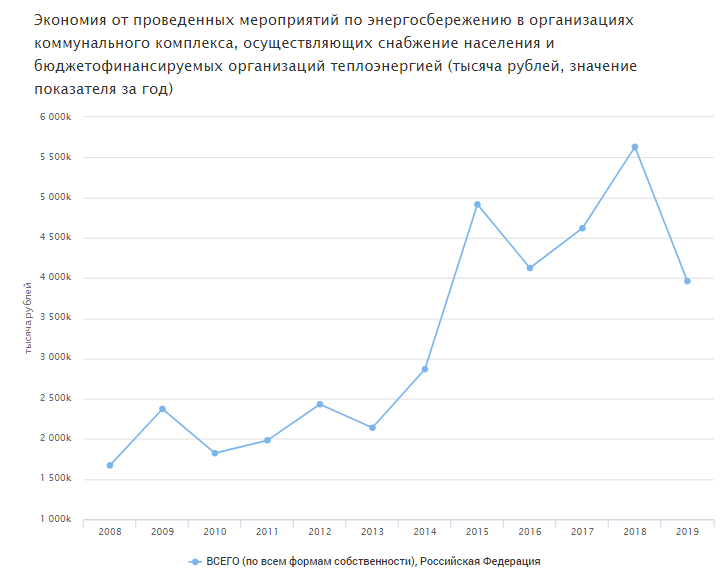 Экономия от проведенных мероприятий по энергосбережению в организациях
коммунального комплекса, осуществляющих снабжение населения и
бюджетофинансируемых организаций теплоэнергией (тысяча рублей, значение
показателя за год)
6 000k
5 500k
5 000k
4 500k
4 000k
3 500k
3 000k
2 500k
2 000k
1 500k
1 000k
тысяча рублей
2008 2009 2010 2011 2012 2013 2014 2015 2016 2017 2018 2019
ВСЕГО (по всем формам собственности), Российская Федерация